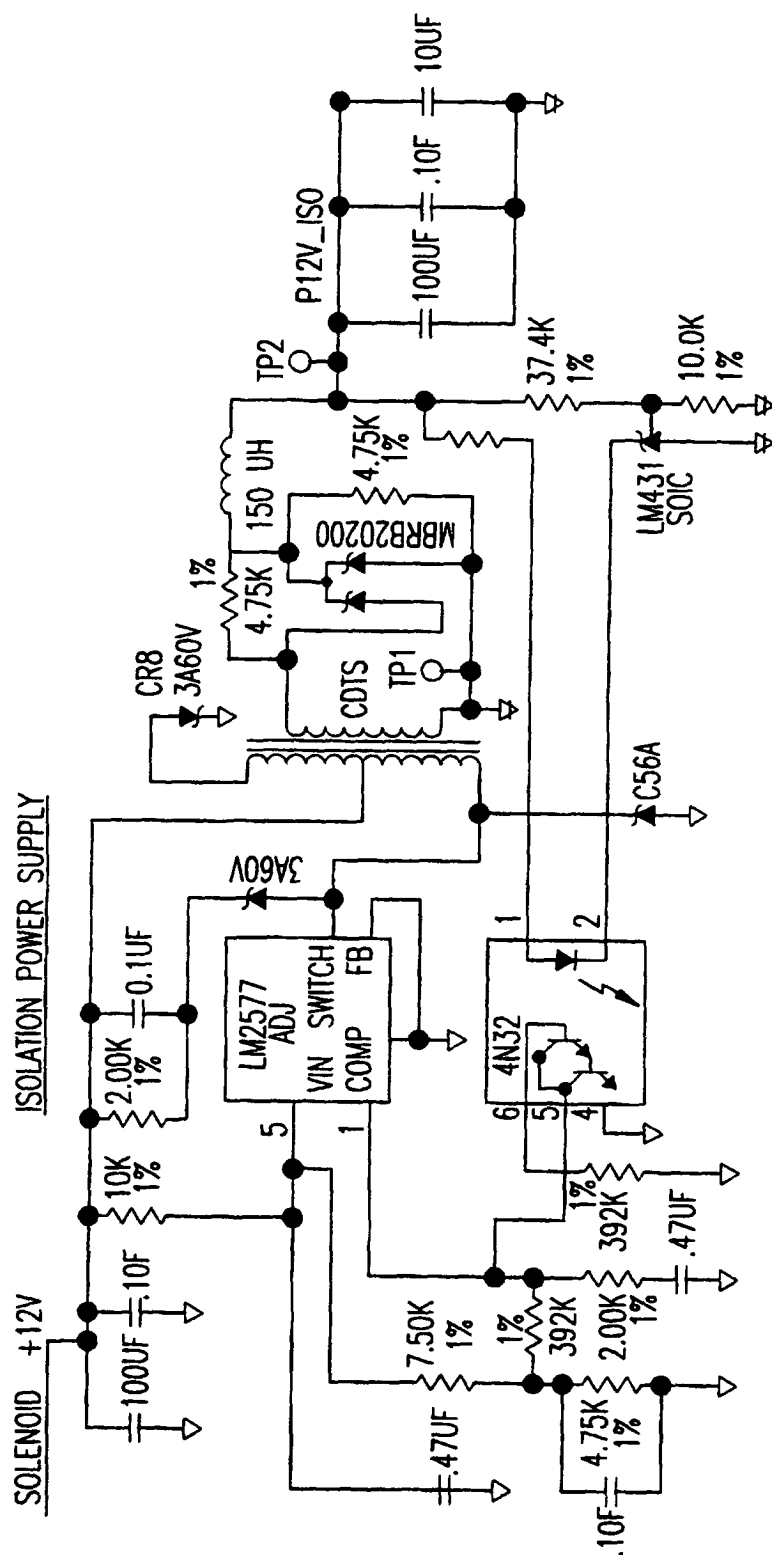 ISOLATION POWER SUPPLY
SOLENOID +12V
100UF
.10F
10K
1%
2.00K
1%
0.1UF
3A60V
CR8
3A60V
LM2577
ADJ
VIN
SWITCH
COMP
FB
5
1
CDTS
TP1
1%
4.75K
150 UH
4.75K
1%
MBRB20200
TP2
P12V_ISO
100UF
.10F
10UF
37.4K
1%
10.0K
1%
LM431
SOIC
C56A
4N32
6
5
4
1
2
1%
392K
.47UF
7.50K
1%
1%
392K
2.00K
1%
.47UF
4.75K
1%
.10F